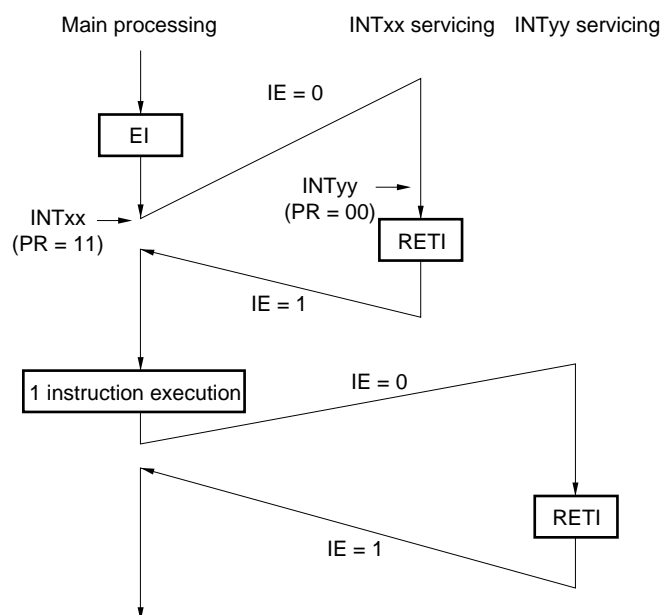 Main processing
INTxx servicing
INTyy servicing
IE = 0
EI
INTyy
(PR = 00)
INTxx
(PR = 11)
RETI
IE = 1
1 instruction execution
IE = 0
RETI
IE = 1